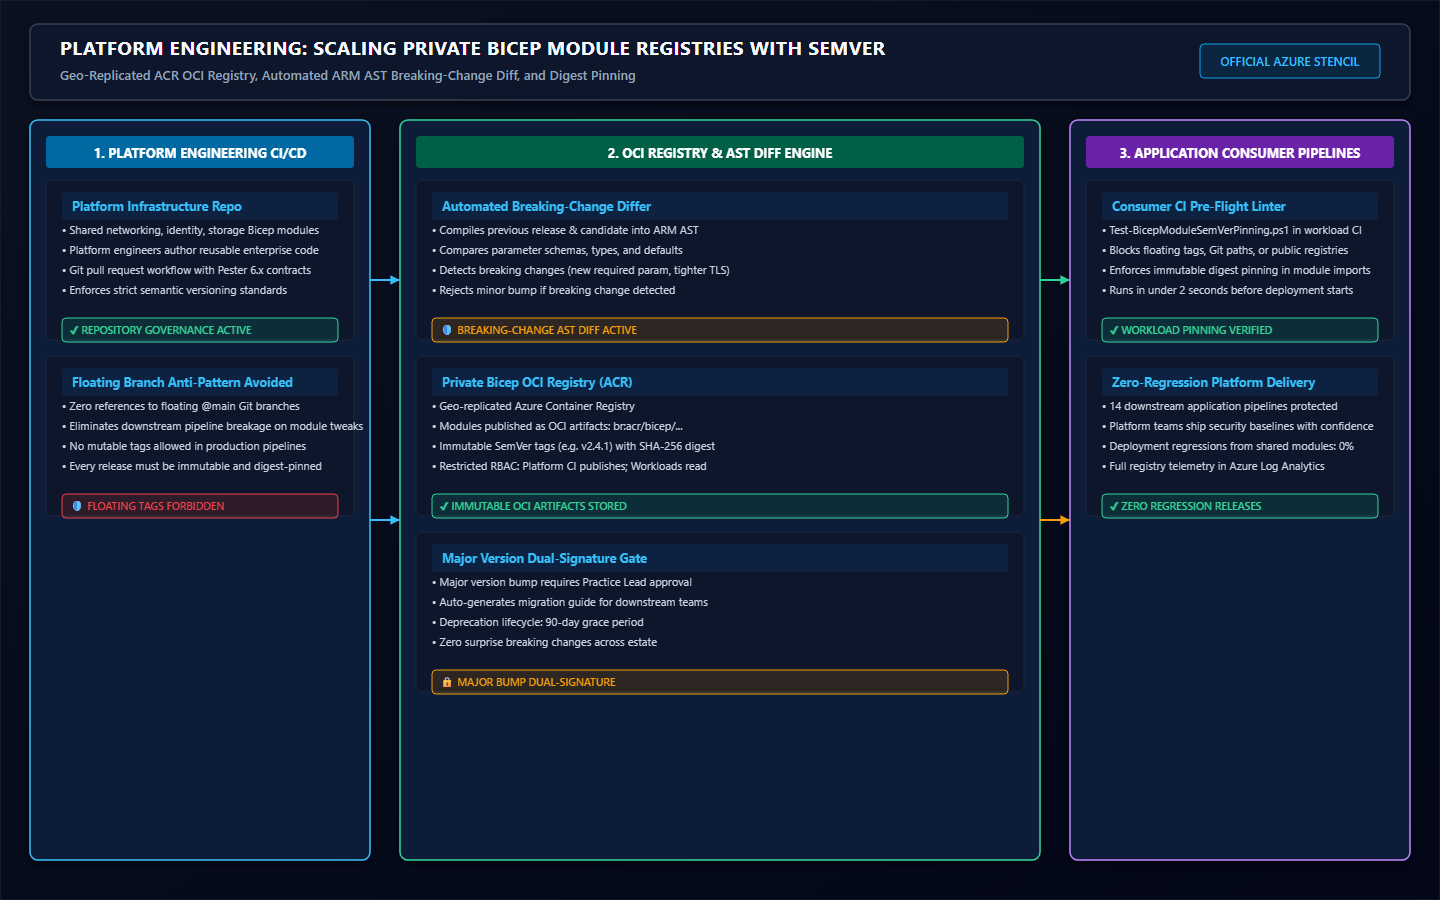 PLATFORM ENGINEERING: SCALING PRIVATE BICEP MODULE REGISTRIES WITH SEMVER
Geo-Replicated ACR OCI Registry, Automated ARM AST Breaking-Change Diff, and Digest Pinning
OFFICIAL AZURE STENCIL
1. PLATFORM ENGINEERING CI/CD
Platform Infrastructure Repo
• Shared networking, identity, storage Bicep modules
• Platform engineers author reusable enterprise code
• Git pull request workflow with Pester 6.x contracts
• Enforces strict semantic versioning standards
✓ REPOSITORY GOVERNANCE ACTIVE
Floating Branch Anti-Pattern Avoided
• Zero references to floating @main Git branches
• Eliminates downstream pipeline breakage on module tweaks
• No mutable tags allowed in production pipelines
• Every release must be immutable and digest-pinned
FLOATING TAGS FORBIDDEN
2. OCI REGISTRY & AST DIFF ENGINE
Automated Breaking-Change Differ
• Compiles previous release & candidate into ARM AST
• Compares parameter schemas, types, and defaults
• Detects breaking changes (new required param, tighter TLS)
• Rejects minor bump if breaking change detected
BREAKING-CHANGE AST DIFF ACTIVE
Private Bicep OCI Registry (ACR)
• Geo-replicated Azure Container Registry
• Modules published as OCI artifacts: br:acr/bicep/...
• Immutable SemVer tags (e.g. v2.4.1) with SHA-256 digest
• Restricted RBAC: Platform CI publishes; Workloads read
✓ IMMUTABLE OCI ARTIFACTS STORED
Major Version Dual-Signature Gate
• Major version bump requires Practice Lead approval
• Auto-generates migration guide for downstream teams
• Deprecation lifecycle: 90-day grace period
• Zero surprise breaking changes across estate
MAJOR BUMP DUAL-SIGNATURE
3. APPLICATION CONSUMER PIPELINES
Consumer CI Pre-Flight Linter
• Test-BicepModuleSemVerPinning.ps1 in workload CI
• Blocks floating tags, Git paths, or public registries
• Enforces immutable digest pinning in module imports
• Runs in under 2 seconds before deployment starts
✓ WORKLOAD PINNING VERIFIED
Zero-Regression Platform Delivery
• 14 downstream application pipelines protected
• Platform teams ship security baselines with confidence
• Deployment regressions from shared modules: 0%
• Full registry telemetry in Azure Log Analytics
✓ ZERO REGRESSION RELEASES